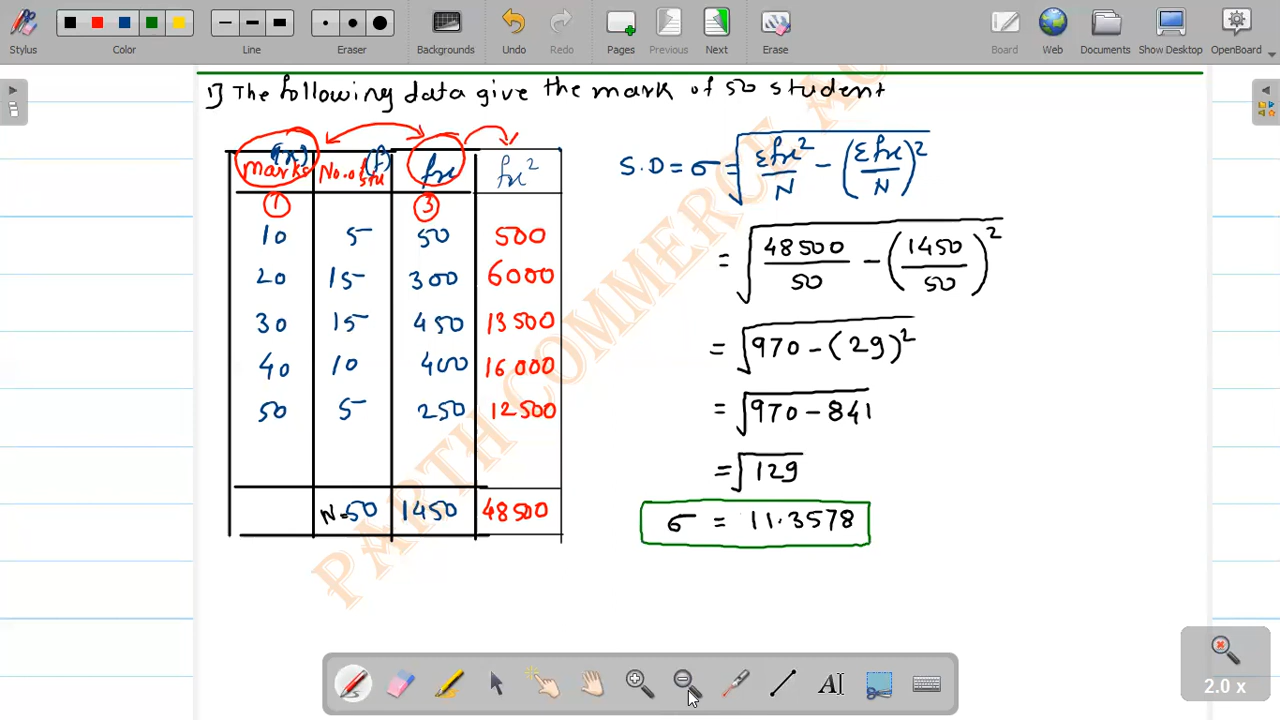 Stylus Color Line Eraser Backgrounds Undo Redo Pages Previous Next Erase Board Web Documents Show Desktop OpenBoard
1) The following data give the mark of 50 student
marks (x) No. of stu (f) fx fx²
① ③
10 5 50 500
20 15 300 6000
30 15 450 13500
40 10 400 16000
50 5 250 12500
N=50 1450 48500
S.D = σ = √(Σfx²/N − (Σfx/N)²)
= √(48500/50 − (1450/50)²)
= √(970 − (29)²)
= √(970 − 841)
= √129
σ = 11.3578
PARTH COMMERCE AC
2.0 x